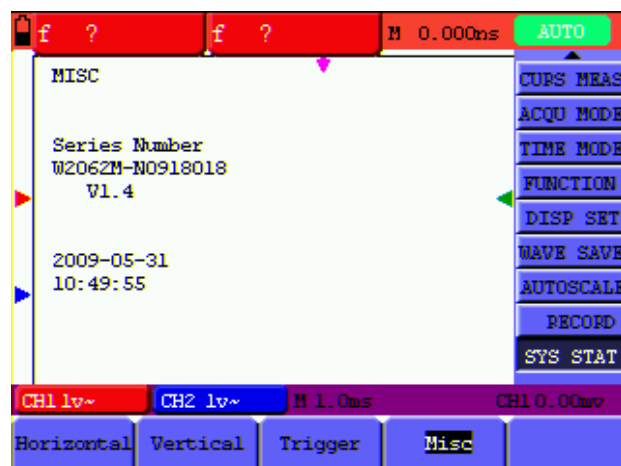 f ? f ? M 0.000ns AUTO
MISC
Series Number
W2062M-N0918018
V1.4
2009-05-31
10:49:55
CURS MEAS
ACQU MODE
TIME MODE
FUNCTION
DISP SET
WAVE SAVE
AUTOSCALE
RECORD
SYS STAT
CH1 1v~ CH2 1v~ M 1.0ms CH1 0.00mv
Horizontal Vertical Trigger Misc